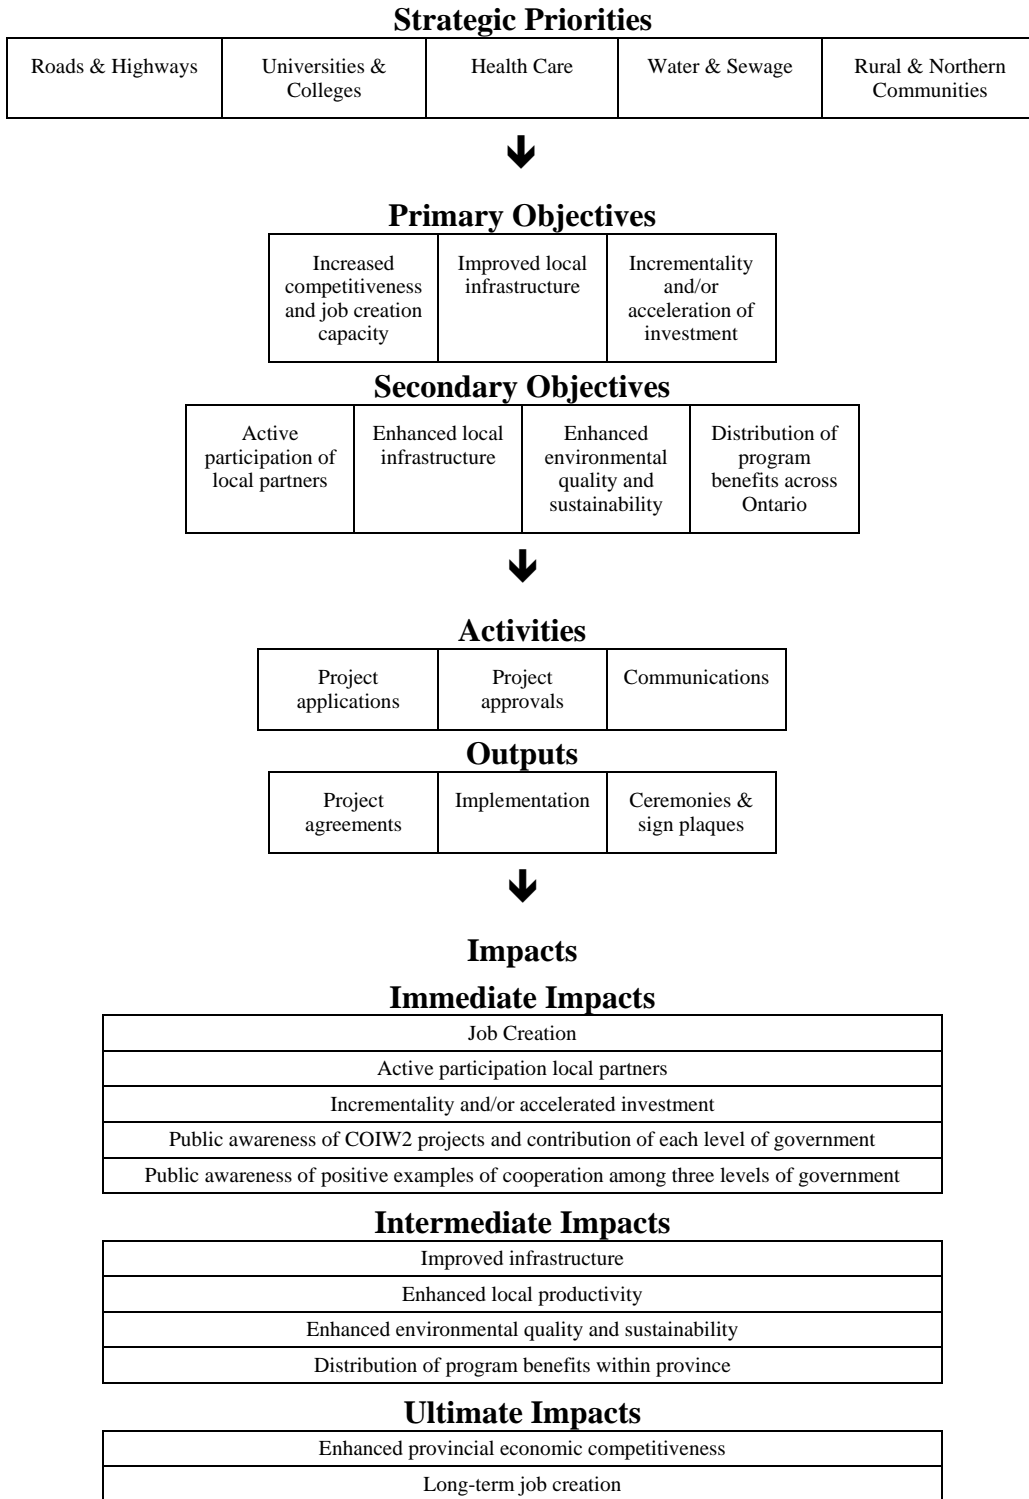 Strategic Priorities
Roads & Highways
Universities &
Colleges
Health Care
Water & Sewage
Rural & Northern
Communities
Primary Objectives
Increased
competitiveness
and job creation
capacity
Improved local
infrastructure
Incrementality
and/or
acceleration of
investment
Secondary Objectives
Active
participation of
local partners
Enhanced local
infrastructure
Enhanced
environmental
quality and
sustainability
Distribution of
program
benefits across
Ontario
Activities
Project
applications
Project
approvals
Communications
Outputs
Project
agreements
Implementation
Ceremonies &
sign plaques
Impacts
Immediate Impacts
Job Creation
Active participation local partners
Incrementality and/or accelerated investment
Public awareness of COIW2 projects and contribution of each level of government
Public awareness of positive examples of cooperation among three levels of government
Intermediate Impacts
Improved infrastructure
Enhanced local productivity
Enhanced environmental quality and sustainability
Distribution of program benefits within province
Ultimate Impacts
Enhanced provincial economic competitiveness
Long-term job creation